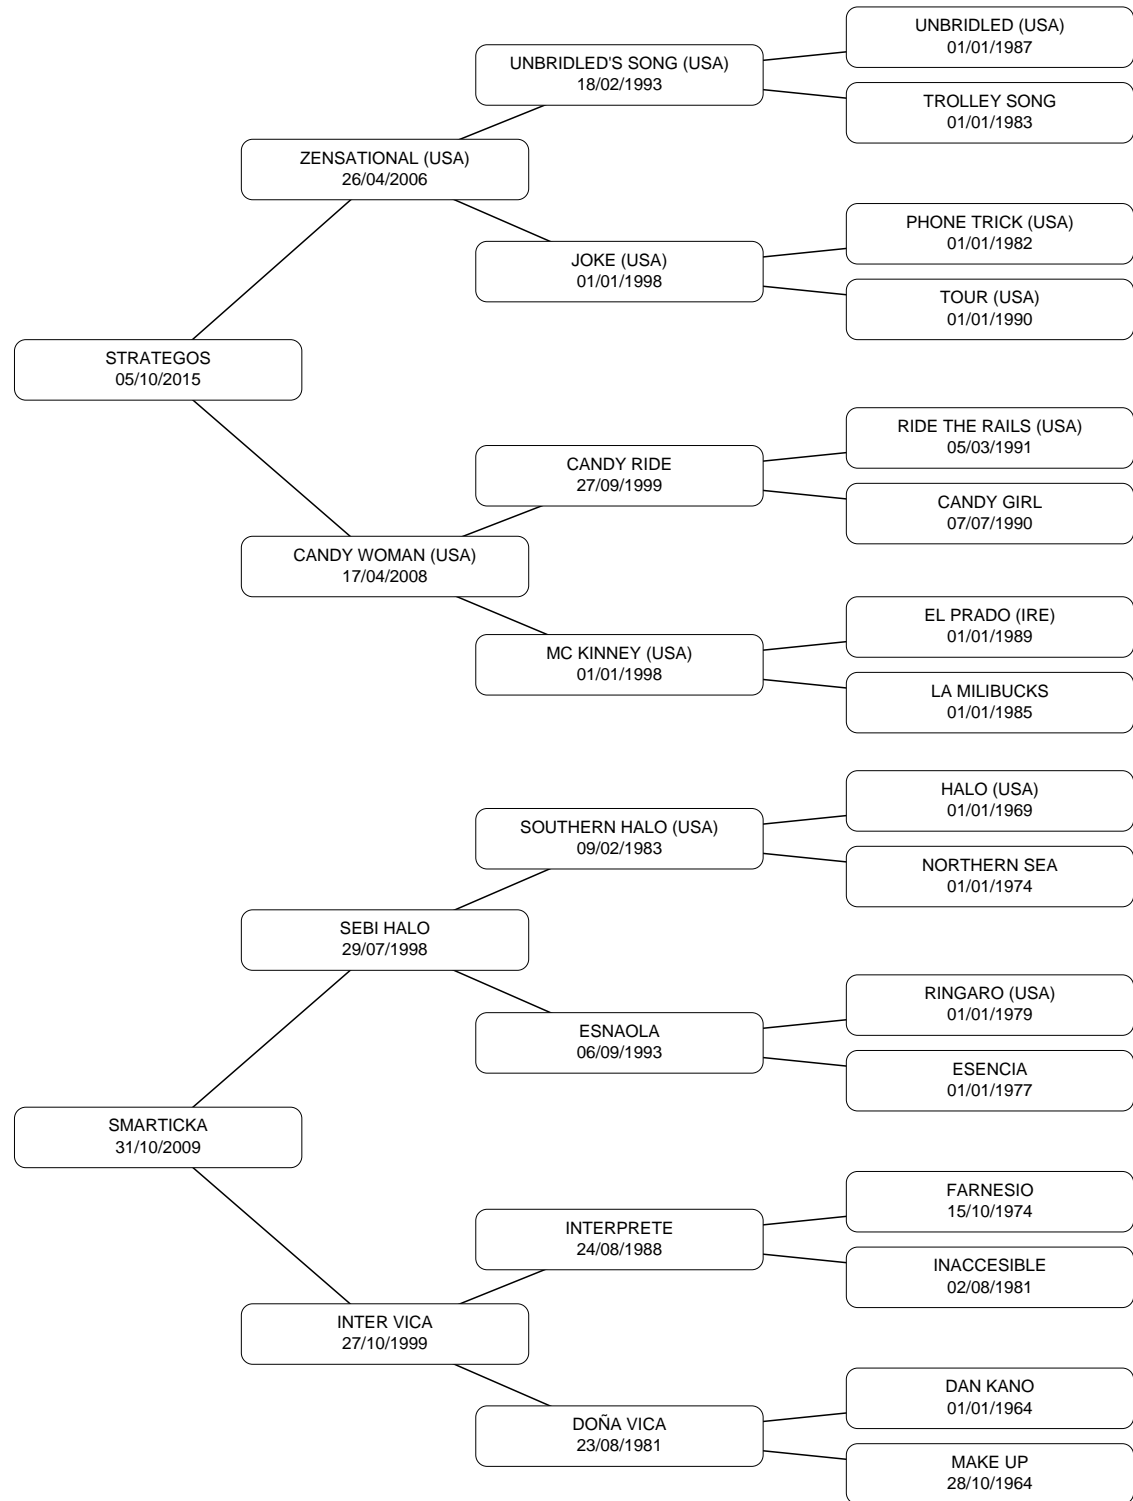 UNBRIDLED (USA)
01/01/1987
UNBRIDLED'S SONG (USA)
18/02/1993
TROLLEY SONG
01/01/1983
ZENSATIONAL (USA)
26/04/2006
PHONE TRICK (USA)
01/01/1982
JOKE (USA)
01/01/1998
TOUR (USA)
01/01/1990
STRATEGOS
05/10/2015
RIDE THE RAILS (USA)
05/03/1991
CANDY RIDE
27/09/1999
CANDY GIRL
07/07/1990
CANDY WOMAN (USA)
17/04/2008
EL PRADO (IRE)
01/01/1989
MC KINNEY (USA)
01/01/1998
LA MILIBUCKS
01/01/1985
HALO (USA)
01/01/1969
SOUTHERN HALO (USA)
09/02/1983
NORTHERN SEA
01/01/1974
SEBI HALO
29/07/1998
RINGARO (USA)
01/01/1979
ESNAOLA
06/09/1993
ESENCIA
01/01/1977
SMARTICKA
31/10/2009
FARNESIO
15/10/1974
INTERPRETE
24/08/1988
INACCESIBLE
02/08/1981
INTER VICA
27/10/1999
DAN KANO
01/01/1964
DOÑA VICA
23/08/1981
MAKE UP
28/10/1964